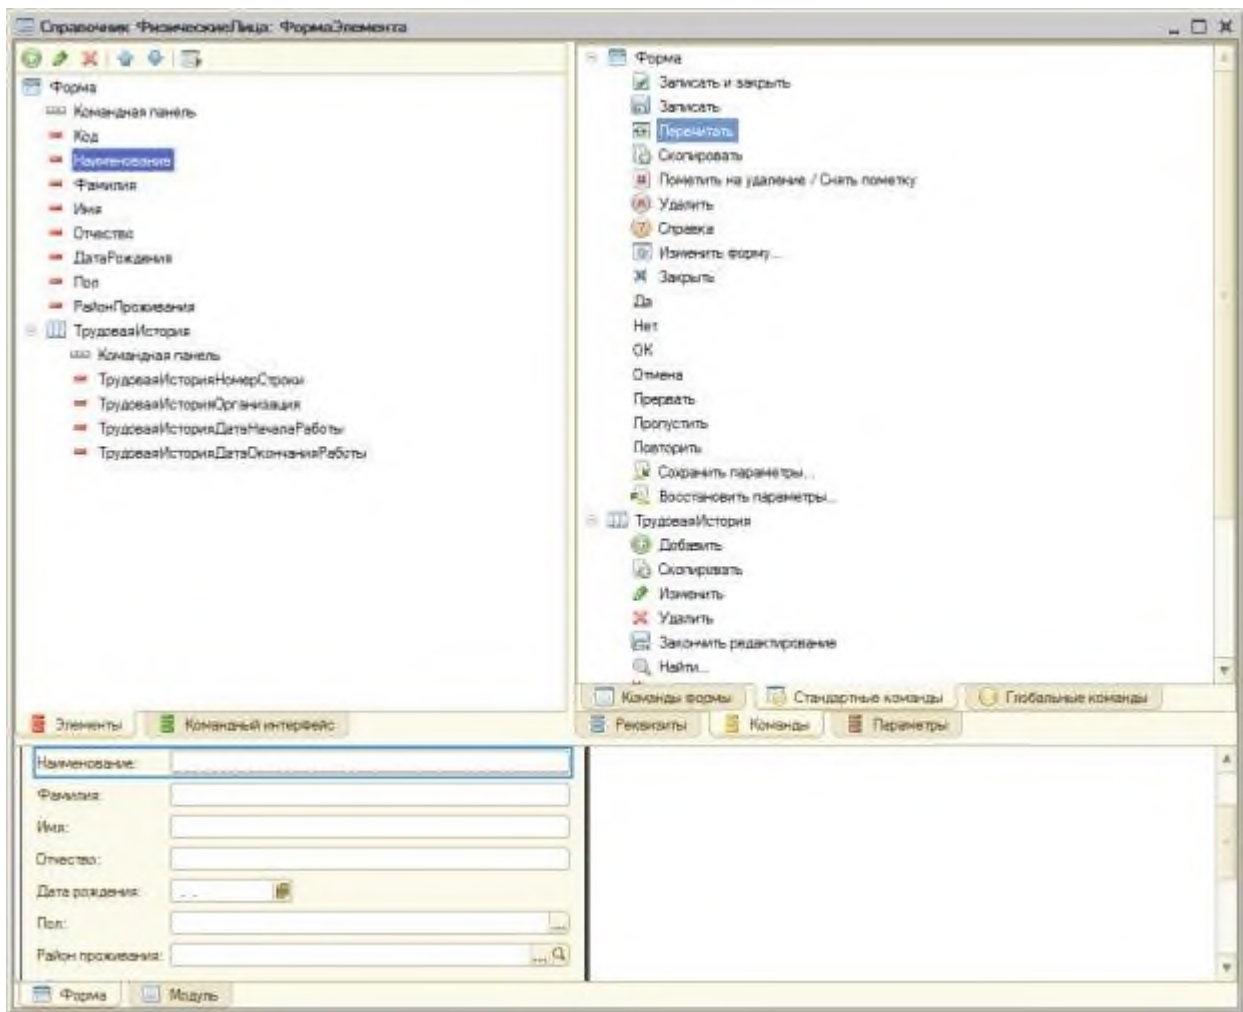 Справочник ФизическиеЛица: ФормаЭлемента
Форма
Командная панель
Код
Наименование
Фамилия
Имя
Отчество
ДатаРождения
Пол
РайонПроживания
ТрудоваяИстория
Командная панель
ТрудоваяИсторияНомерСтроки
ТрудоваяИсторияОрганизация
ТрудоваяИсторияДатаНачалаРаботы
ТрудоваяИсторияДатаОкончанияРаботы
Элементы
Командный интерфейс
Форма
Записать и закрыть
Записать
Перечитать
Скопировать
Пометить на удаление / Снять пометку
Удалить
Справка
Изменить форму...
Закрыть
Да
Нет
OK
Отмена
Прервать
Пропустить
Повторить
Сохранить параметры...
Восстановить параметры...
ТрудоваяИстория
Добавить
Скопировать
Изменить
Удалить
Закончить редактирование
Найти...
Команды формы
Стандартные команды
Глобальные команды
Реквизиты
Команды
Параметры
Наименование:
Фамилия:
Имя:
Отчество:
Дата рождения: . .
Пол: ...
Район проживания: ...
Форма
Модуль